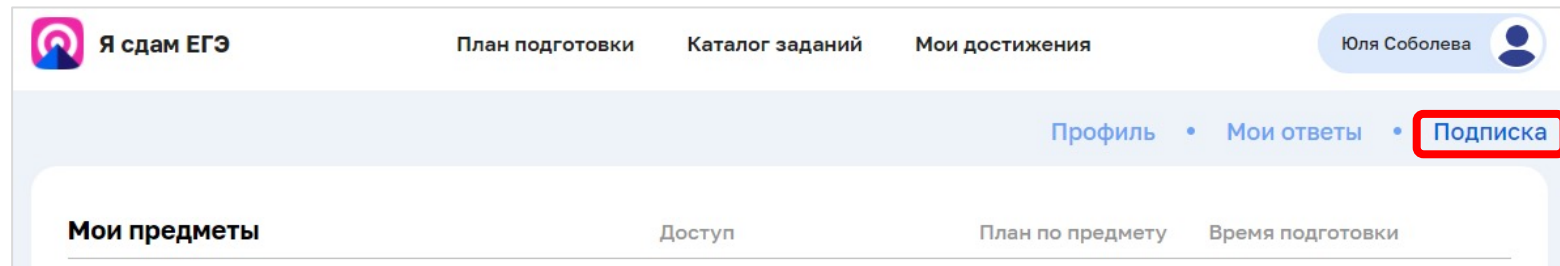 Я сдам ЕГЭ План подготовки Каталог заданий Мои достижения Юля Соболева
Профиль • Мои ответы • Подписка
Мои предметы Доступ План по предмету Время подготовки